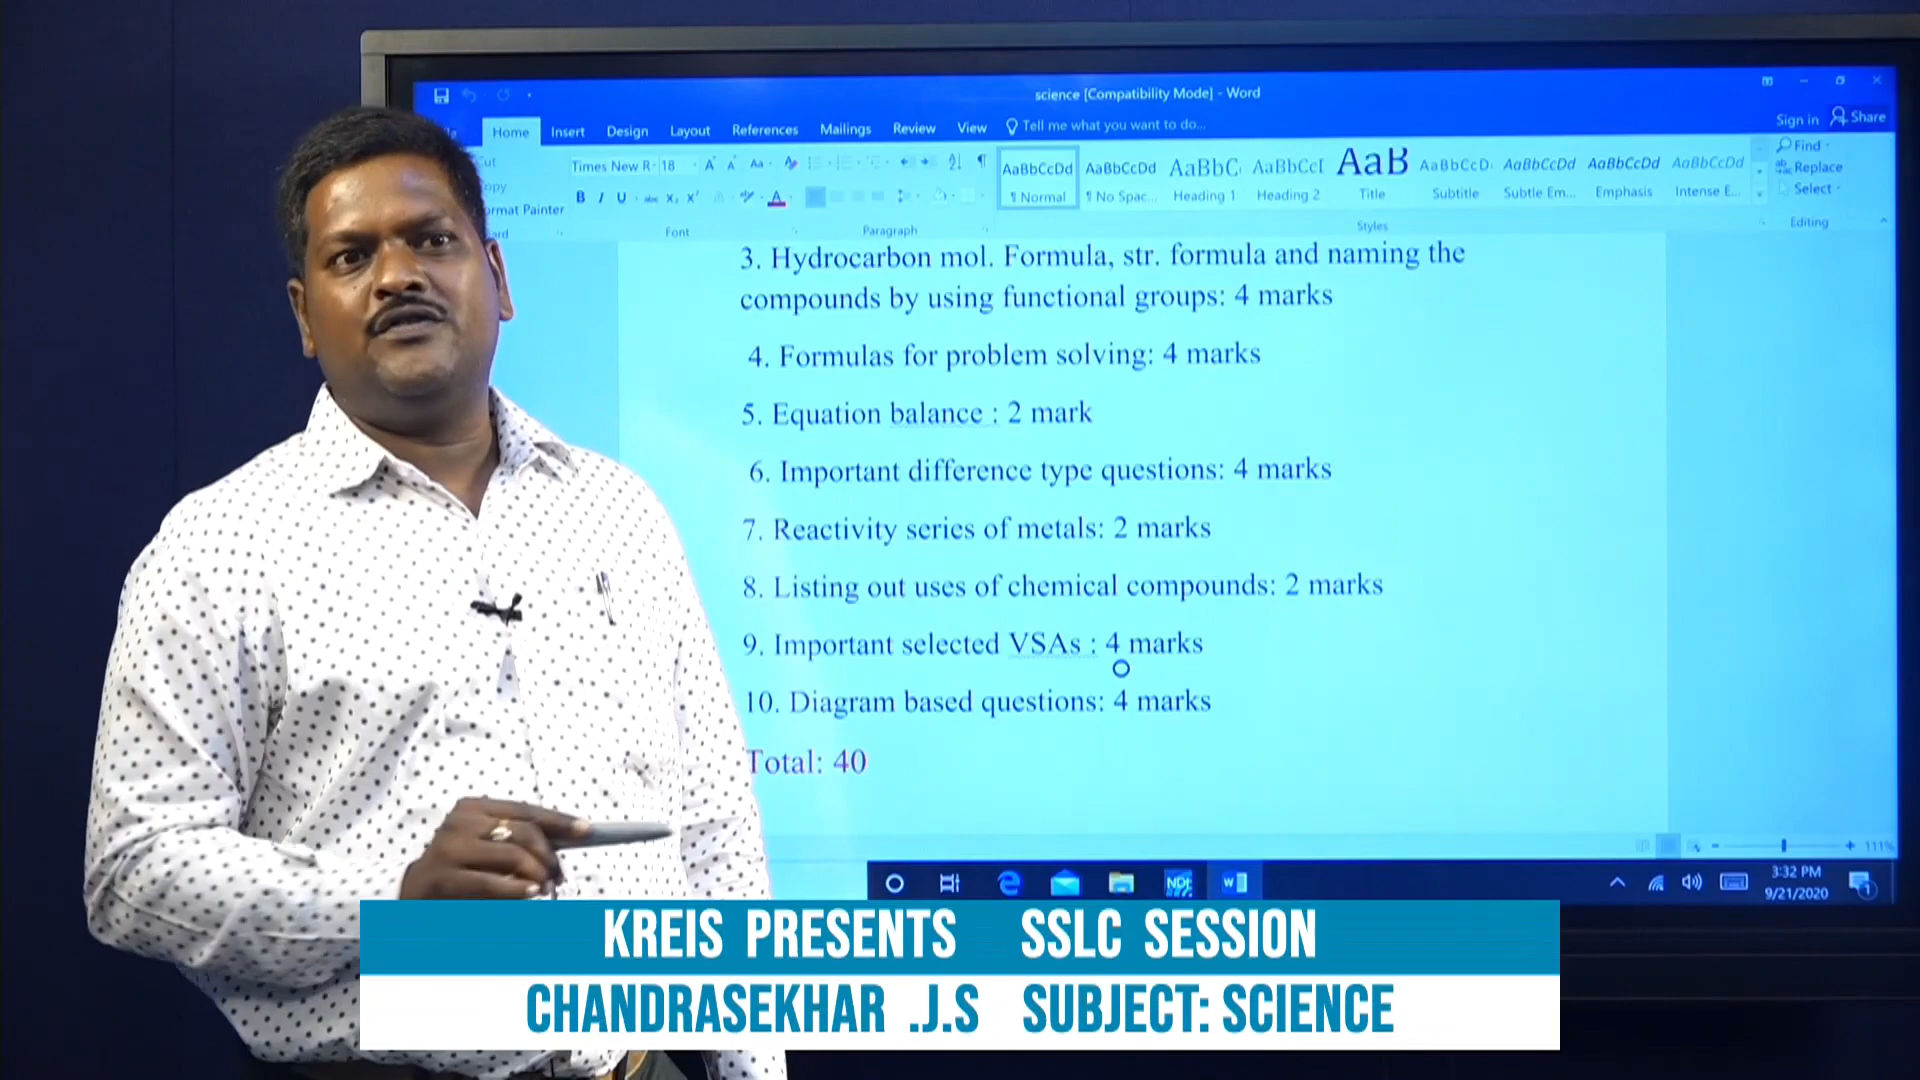 science [Compatibility Mode] - Word
Home Insert Design Layout References Mailings Review View Tell me what you want to do... Sign in Share
Times New R 18 Find
Replace
Format Painter B I U Select
AaBbCcDd AaBbCcDd AaBbC AaBbCcI AaB AaBbCcD AaBbCcDd AaBbCcDd AaBbCcDd
¶ Normal ¶ No Spac... Heading 1 Heading 2 Title Subtitle Subtle Em... Emphasis Intense E...
Font Paragraph Styles Editing
3. Hydrocarbon mol. Formula, str. formula and naming the
compounds by using functional groups: 4 marks
4. Formulas for problem solving: 4 marks
5. Equation balance : 2 mark
6. Important difference type questions: 4 marks
7. Reactivity series of metals: 2 marks
8. Listing out uses of chemical compounds: 2 marks
9. Important selected VSAs : 4 marks
10. Diagram based questions: 4 marks
Total: 40
111%
3:32 PM
9/21/2020
KREIS PRESENTS SSLC SESSION
CHANDRASEKHAR .J.S SUBJECT: SCIENCE